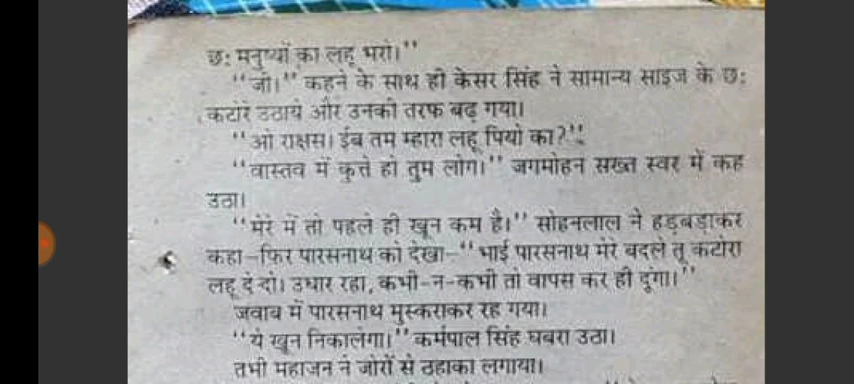 छः मनुष्यों का लहू भरो।''
''जी।'' कहने के साथ ही केसर सिंह ने सामान्य साइज के छः
कटोरे उठाये और उनकी तरफ बढ़ गया।
''ओ राक्षस। ईब तम म्हारा लहू पियो का?''
''वास्तव में कुत्ते हो तुम लोग।'' जगमोहन सख्त स्वर में कह
उठा।
''मेरे में तो पहले ही खून कम है।'' सोहनलाल ने हड़बड़ाकर
कहा–फिर पारसनाथ को देखा–''भाई पारसनाथ मेरे बदले तू कटोरा
लहू दे दो। उधार रहा, कभी-न-कभी तो वापस कर ही दूंगा।''
जवाब में पारसनाथ मुस्कराकर रह गया।
''ये खून निकालेगा।'' कर्मपाल सिंह घबरा उठा।
तभी महाजन ने जोरों से ठहाका लगाया।